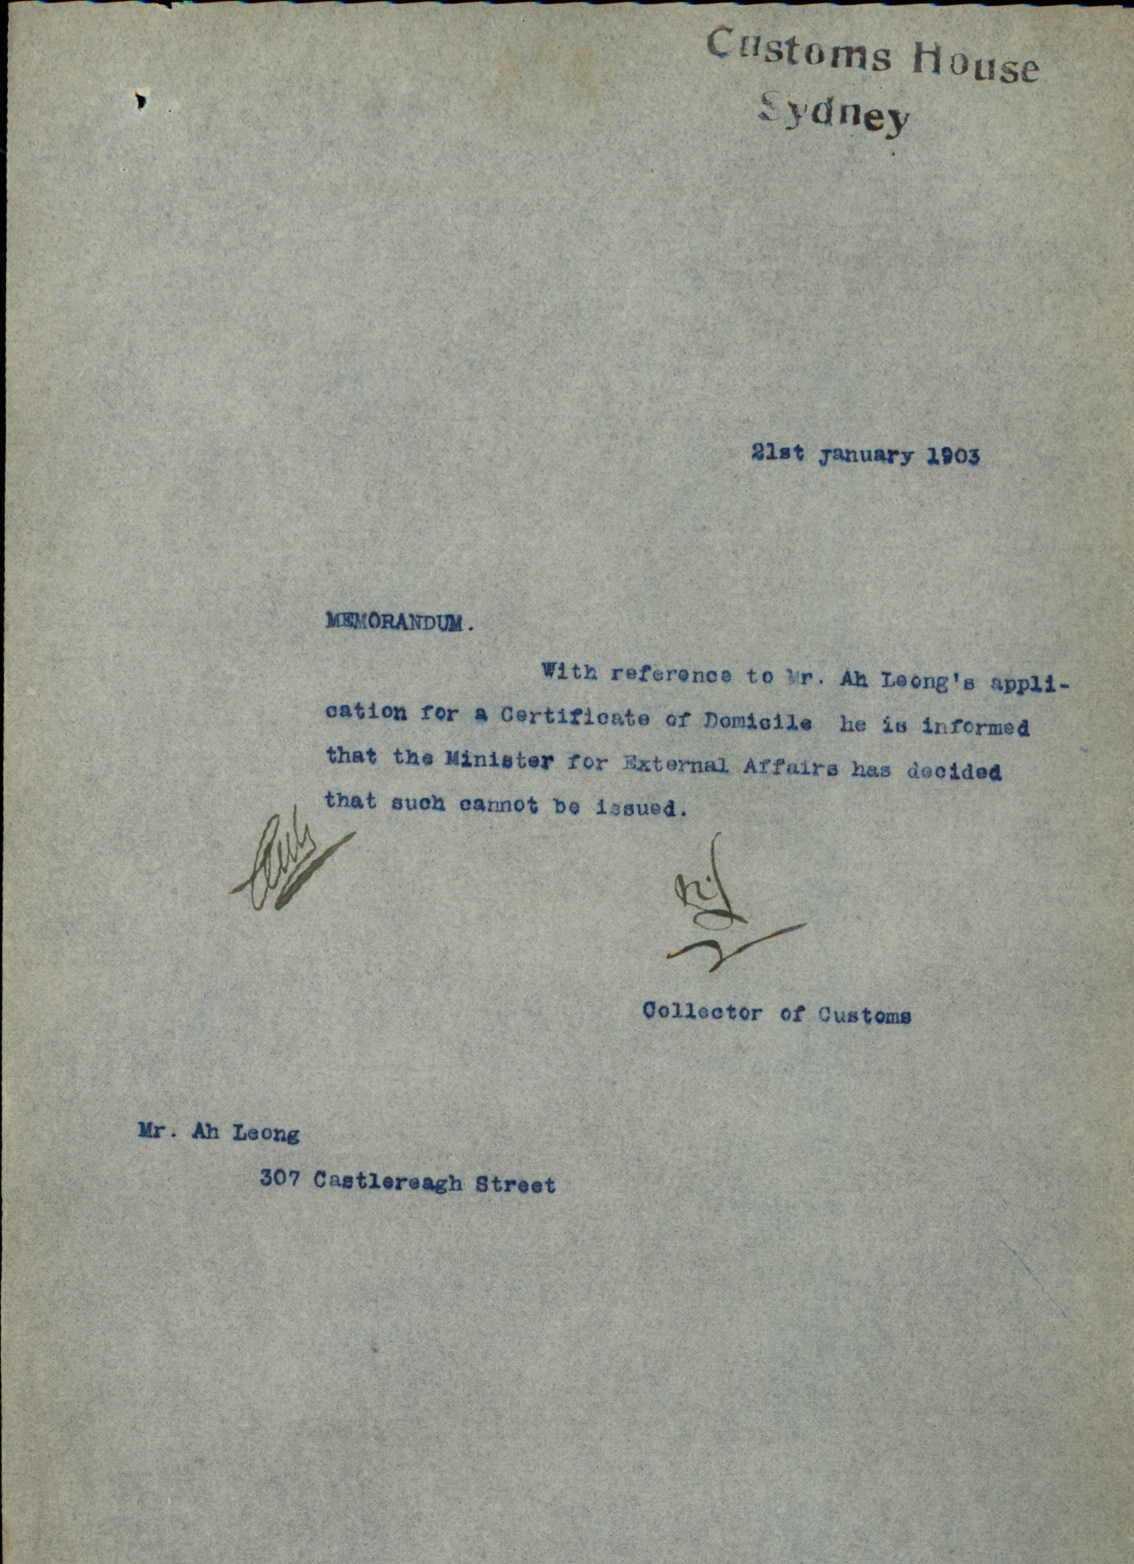 Customs House
Sydney
21st January 1903
MEMORANDUM.
With reference to Mr. Ah Leong's appli-
cation for a Certificate of Domicile he is informed
that the Minister for External Affairs has decided
that such cannot be issued.
Collector of Customs
Mr. Ah Leong
307 Castlereagh Street